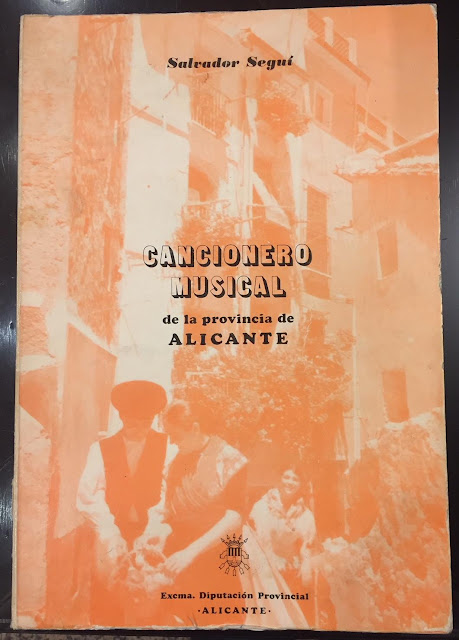 Salvador Seguí
CANCIONERO
MUSICAL
de la provincia de
ALICANTE
Excma. Diputación Provincial
·ALICANTE·